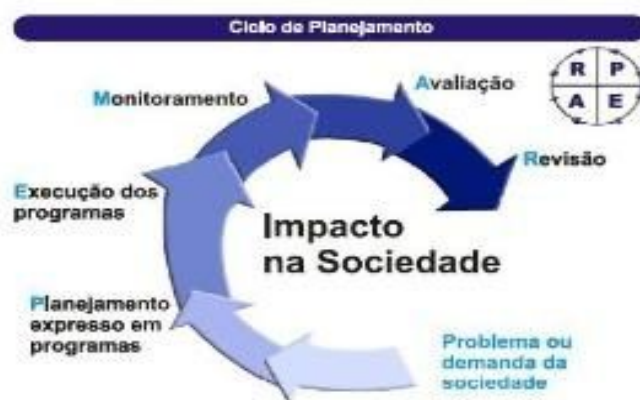 Ciclo de Planejamento
R P
A E
Monitoramento
Avaliação
Revisão
Execução dos
programas
Impacto
na Sociedade
Planejamento
expresso em
programas
Problema ou
demanda da
sociedade